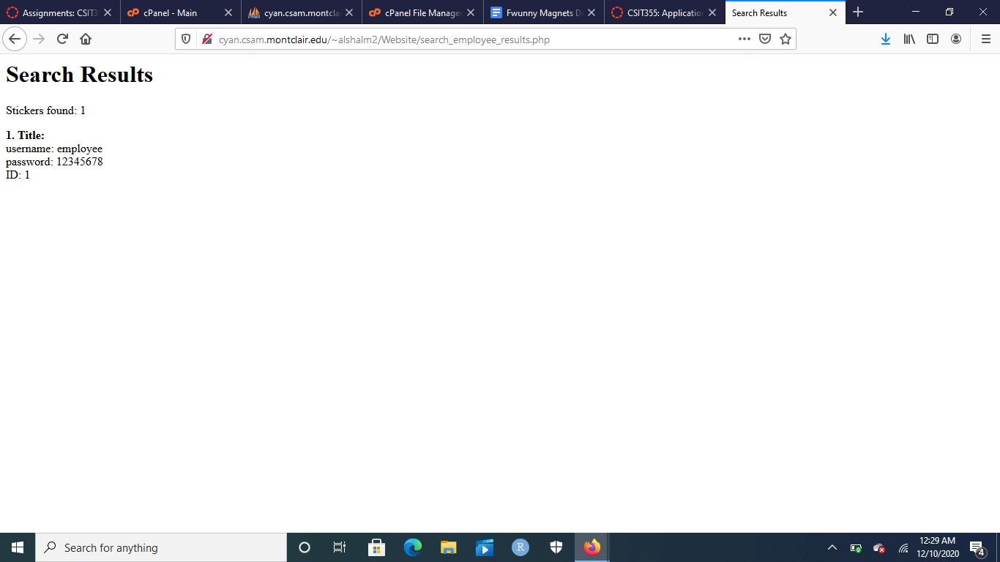 Assignments: CSIT3
cPanel - Main
cyan.csam.montcla
cPanel File Manage
Fwunny Magnets D
CSIT355: Application
Search Results
cyan.csam.montclair.edu/~alshalm2/Website/search_employee_results.php
Search Results
Stickers found: 1
1. Title:
username: employee
password: 12345678
ID: 1
Search for anything
R
12:29 AM
12/10/2020
4